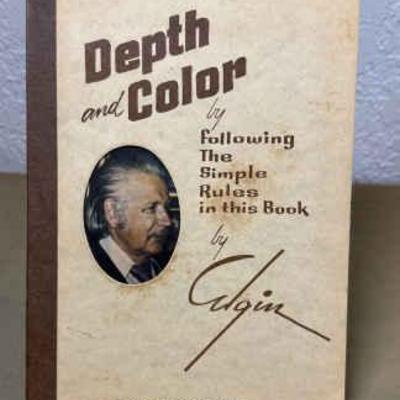 Depth
and Color
by
Following
The
Simple
Rules
in this Book
by
Elgin